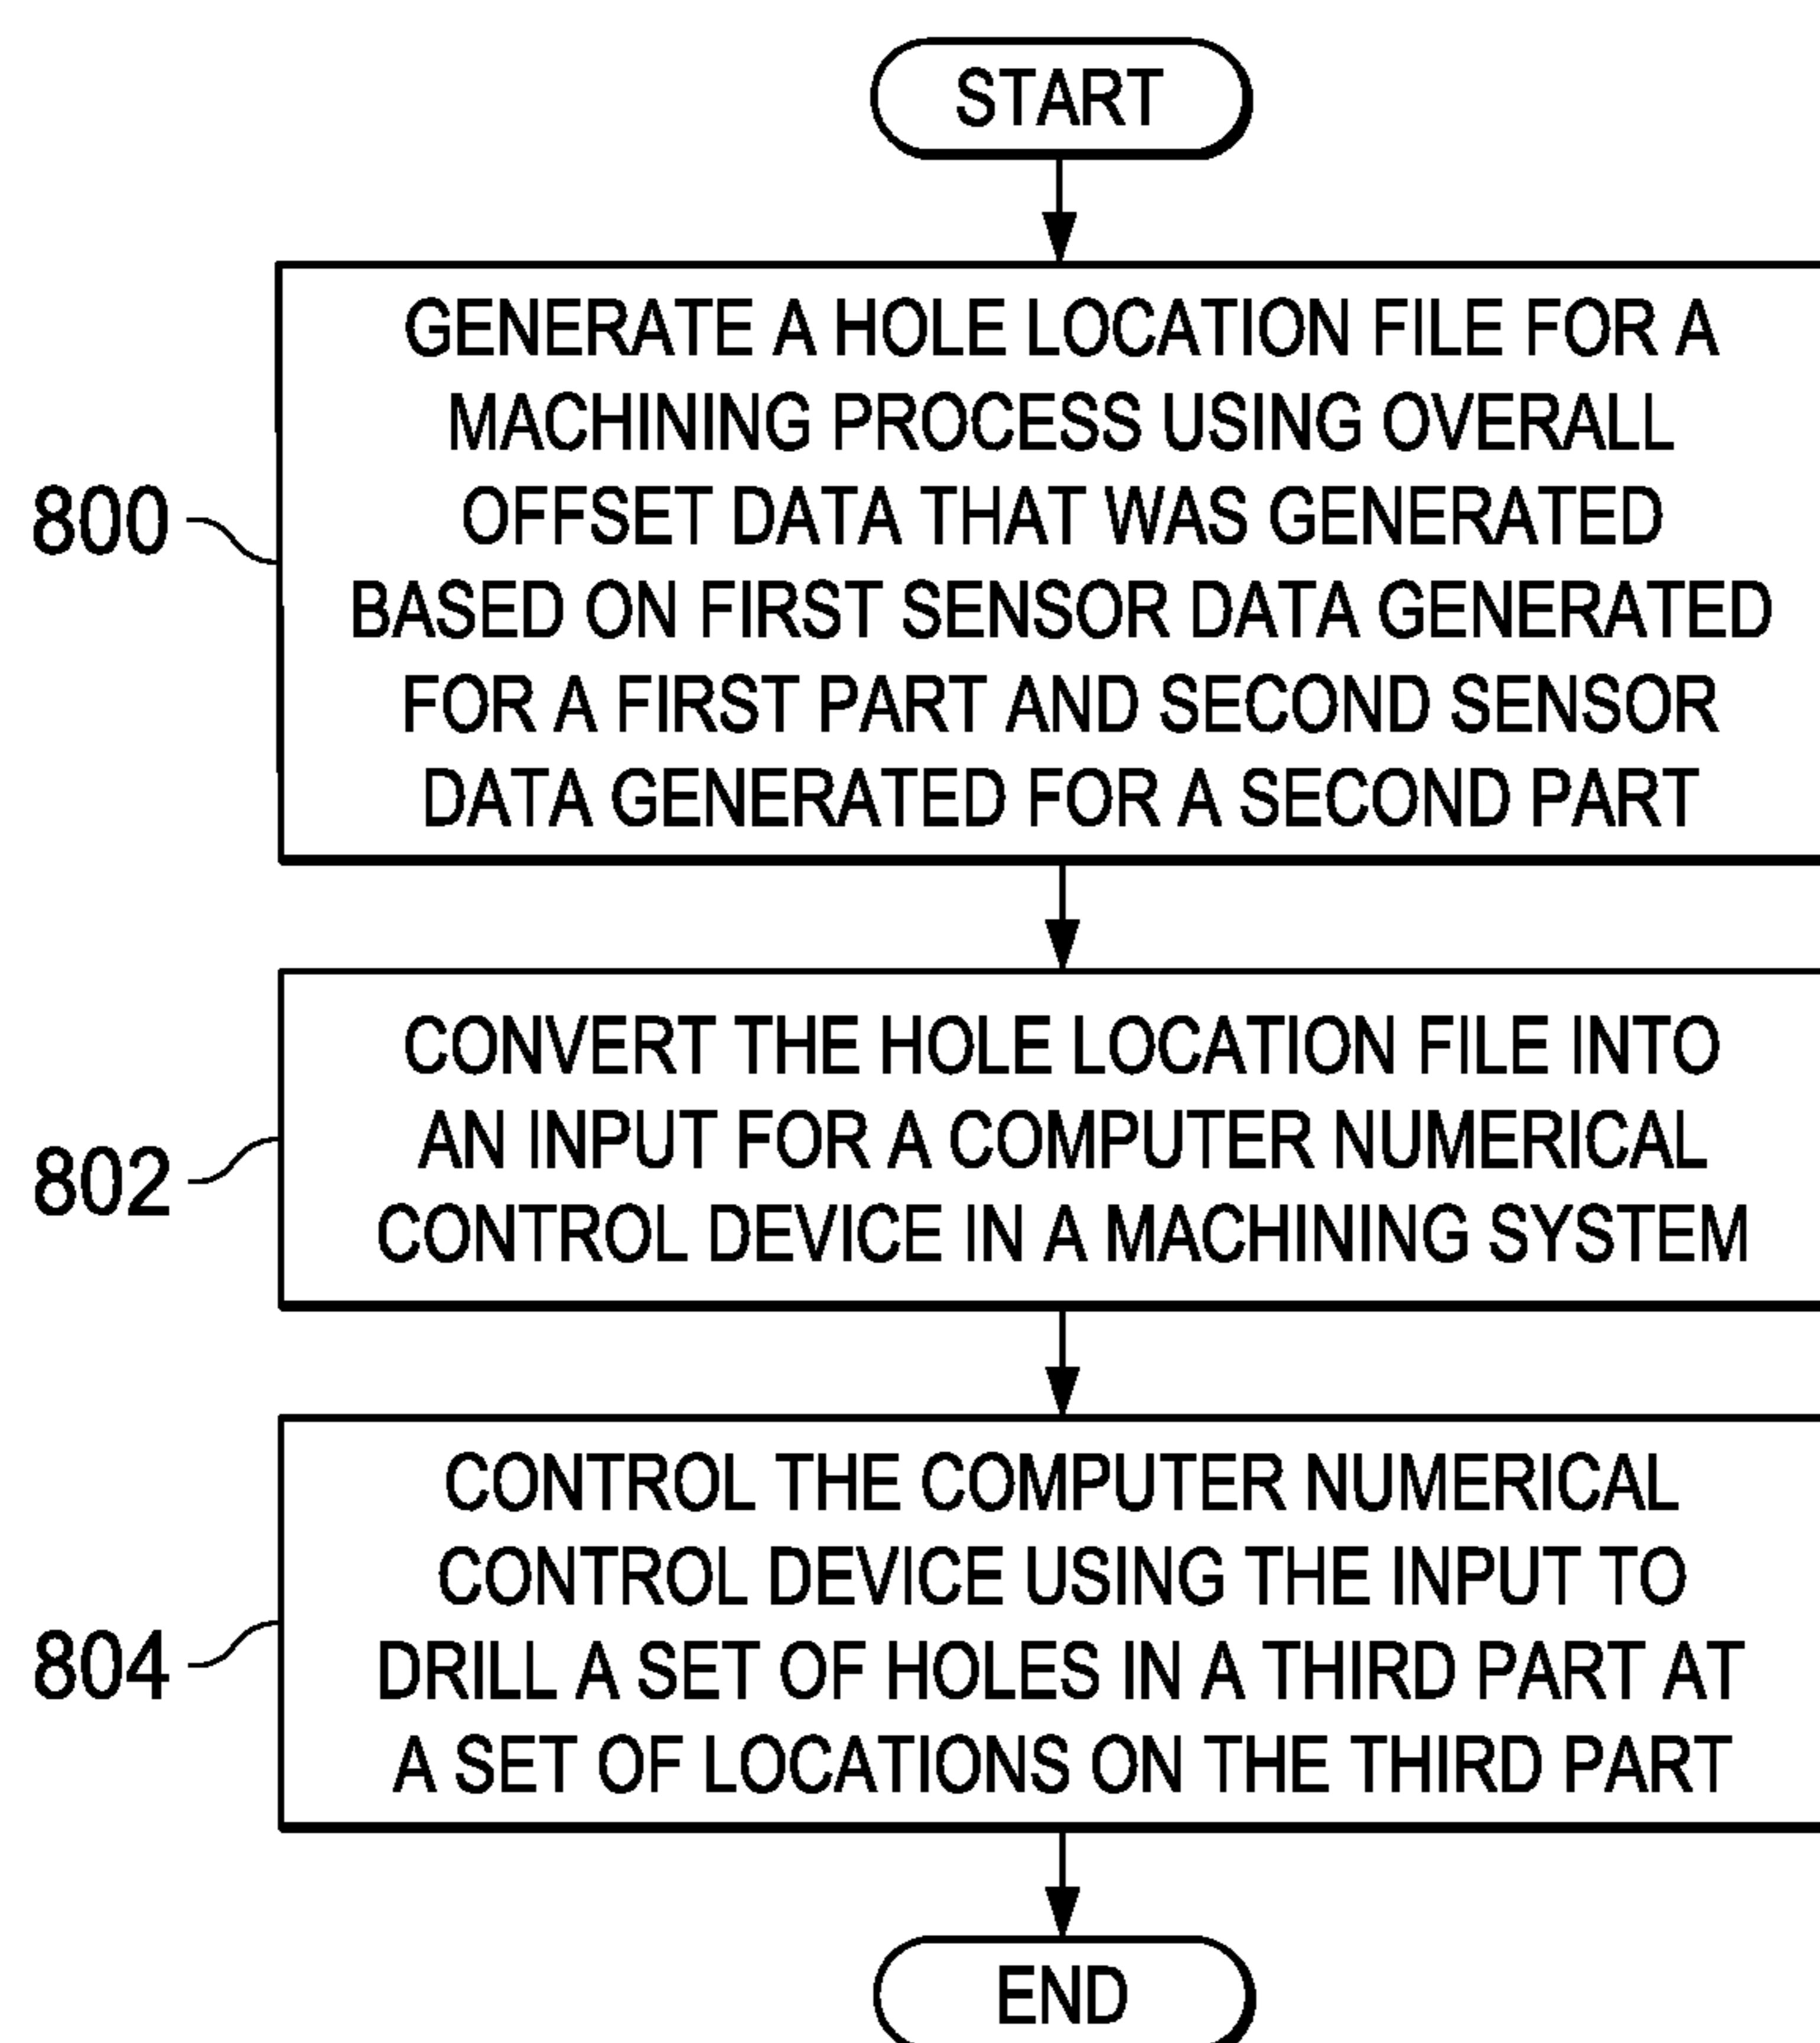 START
GENERATE A HOLE LOCATION FILE FOR A
MACHINING PROCESS USING OVERALL
OFFSET DATA THAT WAS GENERATED
BASED ON FIRST SENSOR DATA GENERATED
FOR A FIRST PART AND SECOND SENSOR
DATA GENERATED FOR A SECOND PART
800
CONVERT THE HOLE LOCATION FILE INTO
AN INPUT FOR A COMPUTER NUMERICAL
CONTROL DEVICE IN A MACHINING SYSTEM
802
CONTROL THE COMPUTER NUMERICAL
CONTROL DEVICE USING THE INPUT TO
DRILL A SET OF HOLES IN A THIRD PART AT
A SET OF LOCATIONS ON THE THIRD PART
804
END